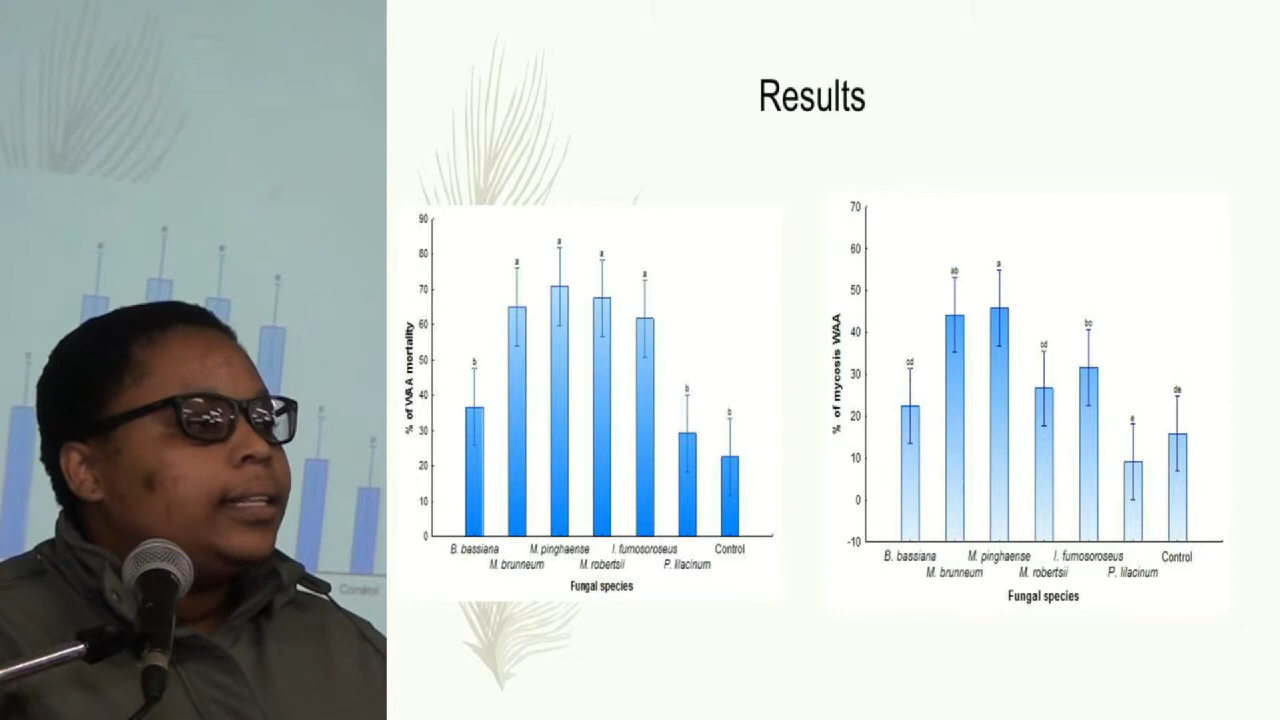 Results
90
80
70
60
50
40
30
20
10
0
% of WAA mortality
b
a
a
a
a
b
b
B. bassiana
M. brunneum
M. pinghaense
M. robertsii
I. fumosoroseus
P. lilacinum
Control
Fungal species
70
60
50
40
30
20
10
0
-10
% of mycosis WAA
cd
ab
a
cd
bc
e
de
B. bassiana
M. brunneum
M. pinghaense
M. robertsii
I. fumosoroseus
P. lilacinum
Control
Fungal species
Control